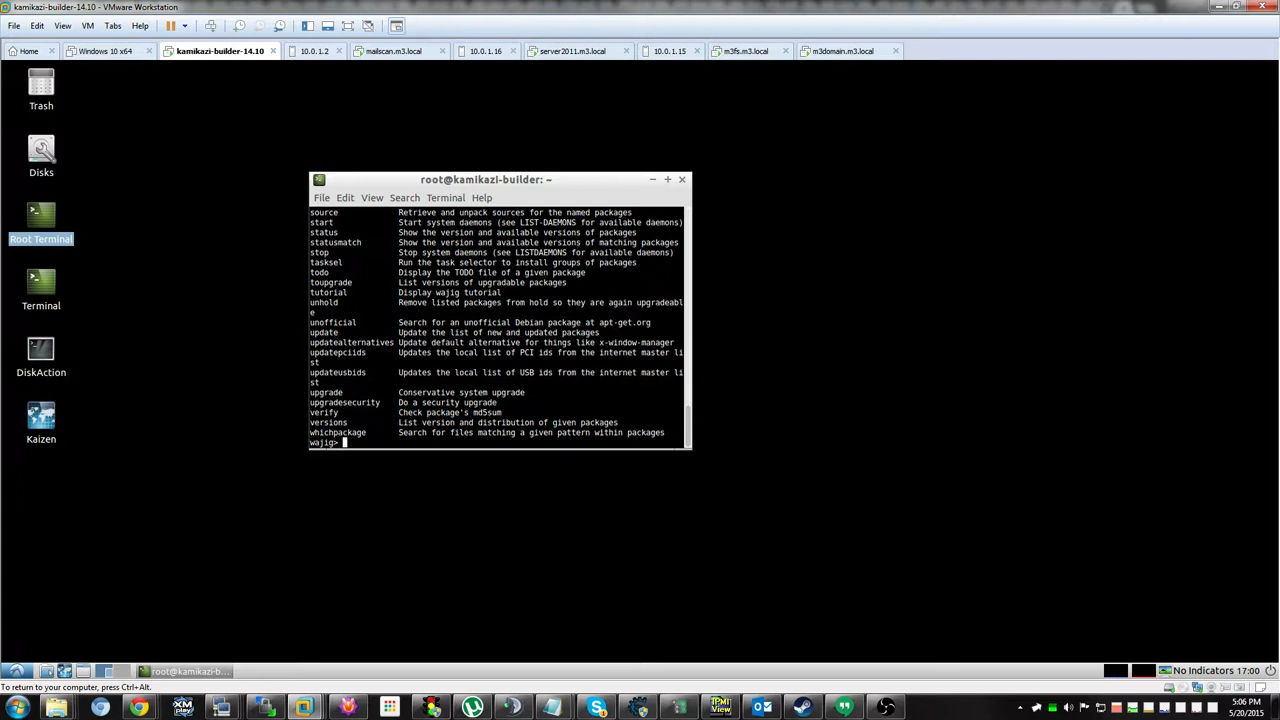 kamikazi-builder-14.10 - VMware Workstation
File Edit View VM Tabs Help
Home Windows 10 x64 kamikazi-builder-14.10 10.0.1.2 mailscan.m3.local 10.0.1.16 server2011.m3.local 10.0.1.15 m3fs.m3.local m3domain.m3.local
Trash
Disks
Root Terminal
Terminal
DiskAction
Kaizen
root@kamikazi-builder: ~
File Edit View Search Terminal Help
source Retrieve and unpack sources for the named packages
start Start system daemons (see LIST-DAEMONS for available daemons)
status Show the version and available versions of packages
statusmatch Show the version and available versions of matching packages
stop Stop system daemons (see LISTDAEMONS for available daemons)
tasksel Run the task selector to install groups of packages
todo Display the TODO file of a given package
toupgrade List versions of upgradable packages
tutorial Display wajig tutorial
unhold Remove listed packages from hold so they are again upgradeabl
e
unofficial Search for an unofficial Debian package at apt-get.org
update Update the list of new and updated packages
updatealternatives Update default alternative for things like x-window-manager
updatepciids Updates the local list of PCI ids from the internet master li
st
updateusbids Updates the local list of USB ids from the internet master li
st
upgrade Conservative system upgrade
upgradesecurity Do a security upgrade
verify Check package's md5sum
versions List version and distribution of given packages
whichpackage Search for files matching a given pattern within packages
wajig>
root@kamikazi-b...
No Indicators 17:00
To return to your computer, press Ctrl+Alt.
XM play
IPMI View
5:06 PM
5/20/2015